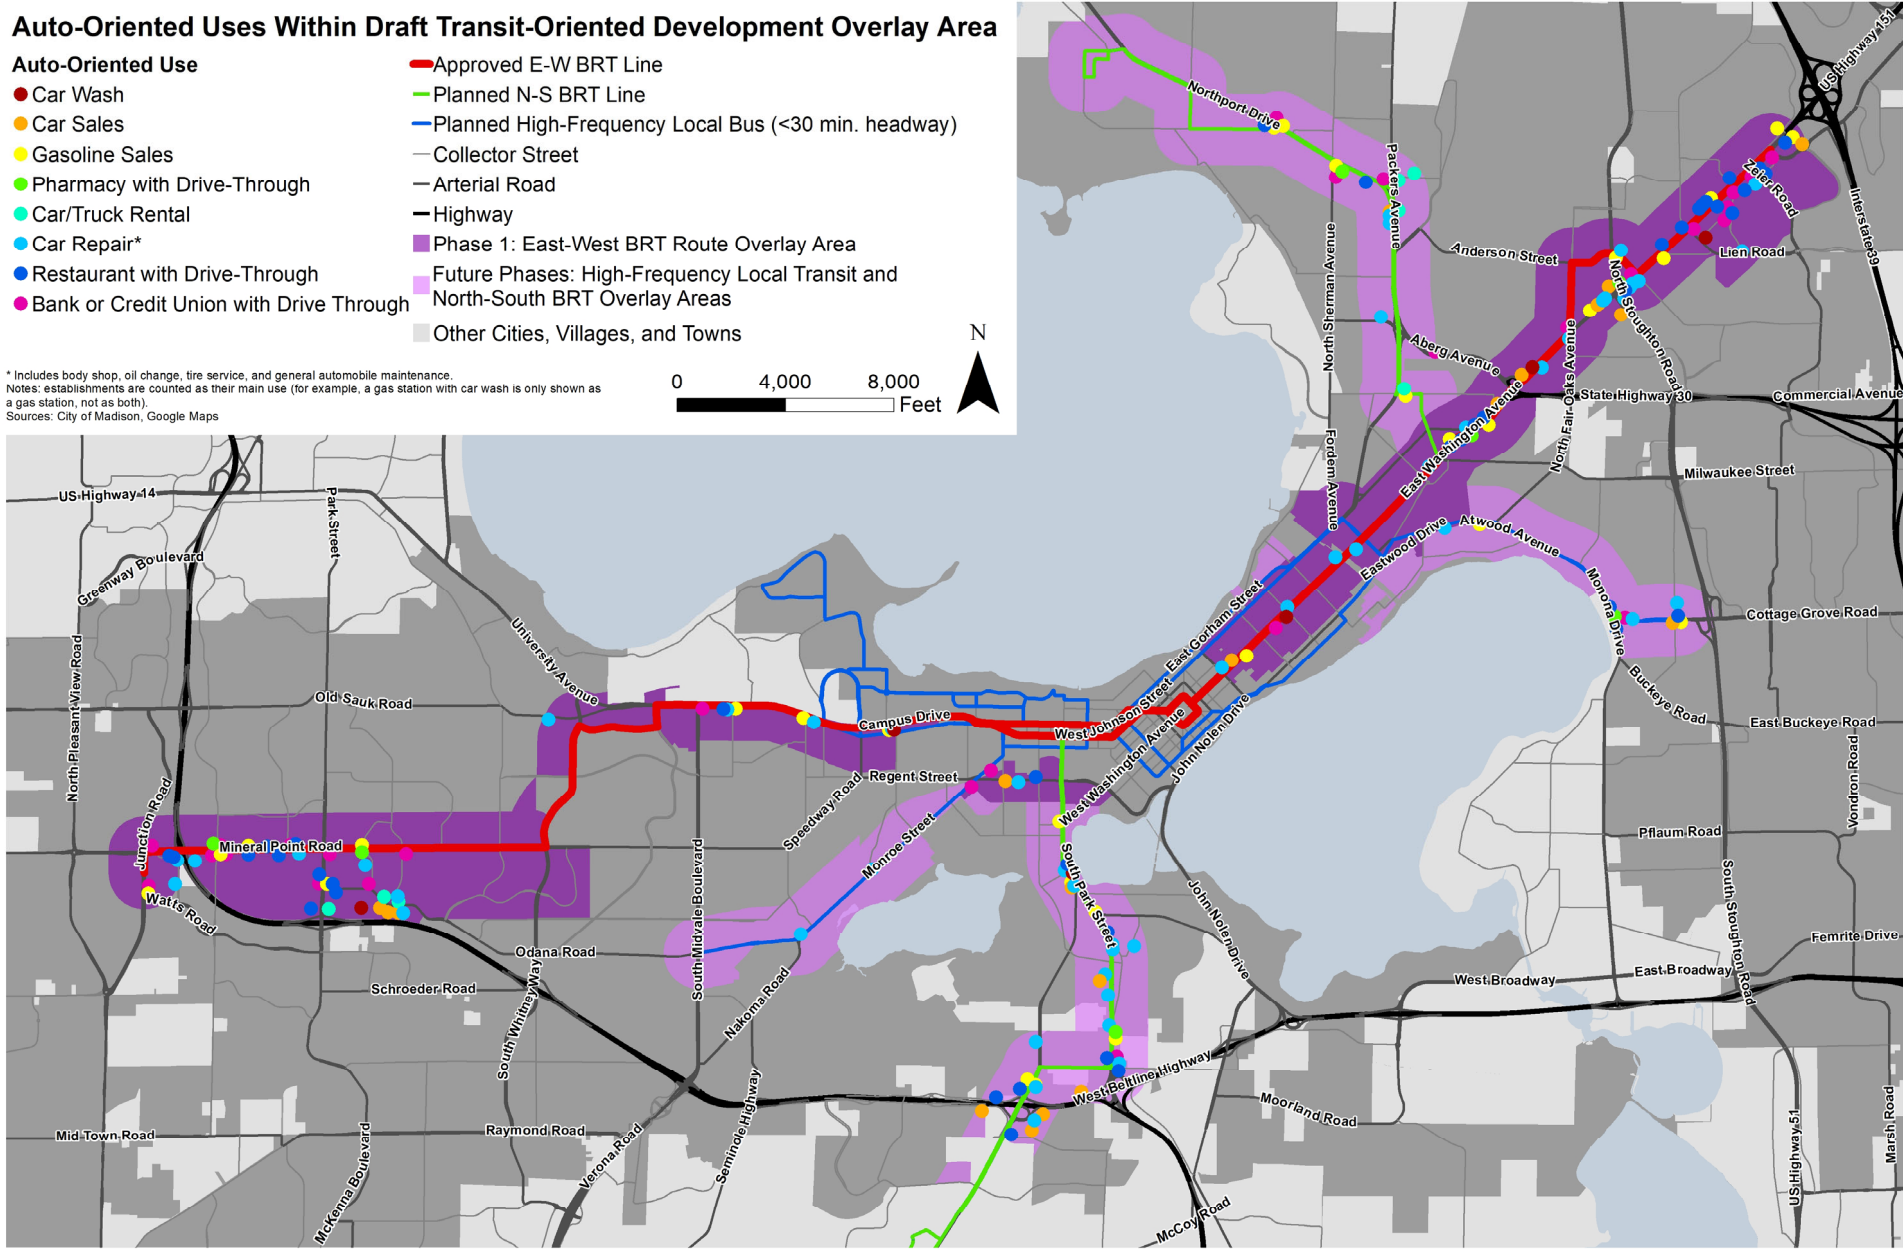 Auto-Oriented Uses Within Draft Transit-Oriented Development Overlay Area
Auto-Oriented Use
Car Wash
Car Sales
Gasoline Sales
Pharmacy with Drive-Through
Car/Truck Rental
Car Repair*
Restaurant with Drive-Through
Bank or Credit Union with Drive Through
Approved E-W BRT Line
Planned N-S BRT Line
Planned High-Frequency Local Bus (<30 min. headway)
Collector Street
Arterial Road
Highway
Phase 1: East-West BRT Route Overlay Area
Future Phases: High-Frequency Local Transit and
North-South BRT Overlay Areas
Other Cities, Villages, and Towns
* Includes body shop, oil change, tire service, and general automobile maintenance.
Notes: establishments are counted as their main use (for example, a gas station with car wash is only shown as
a gas station, not as both).
Sources: City of Madison, Google Maps
0 4,000 8,000
Feet
N
US Highway 151
Northport Drive
Packers Avenue
Zeier Road
Interstate 39
North Sherman Avenue
Anderson Street
Lien Road
North Stoughton Road
Aberg Avenue
North Fair Oaks Avenue
State Highway 30
Commercial Avenue
East Washington Avenue
Fordem Avenue
Milwaukee Street
US Highway 14
Park Street
Greenway Boulevard
Eastwood Drive
Atwood Avenue
Monona Drive
Cottage Grove Road
North Pleasant View Road
University Avenue
East Gorham Street
Old Sauk Road
Campus Drive
West Johnson Street
West Washington Avenue
John Nolen Drive
Buckeye Road
East Buckeye Road
Vondron Road
Regent Street
Speedway Road
Junction Road
Mineral Point Road
Monroe Street
South Midvale Boulevard
South Park Street
Pflaum Road
Watts Road
John Nolen Drive
South Stoughton Road
Femrite Drive
Odana Road
Schroeder Road
South Whitney Way
Nakoma Road
West Broadway
East Broadway
West Beltline Highway
Seminole Highway
Moorland Road
Mid Town Road
McKenna Boulevard
Raymond Road
Verona Road
McCoy Road
US Highway 51
Marsh Road